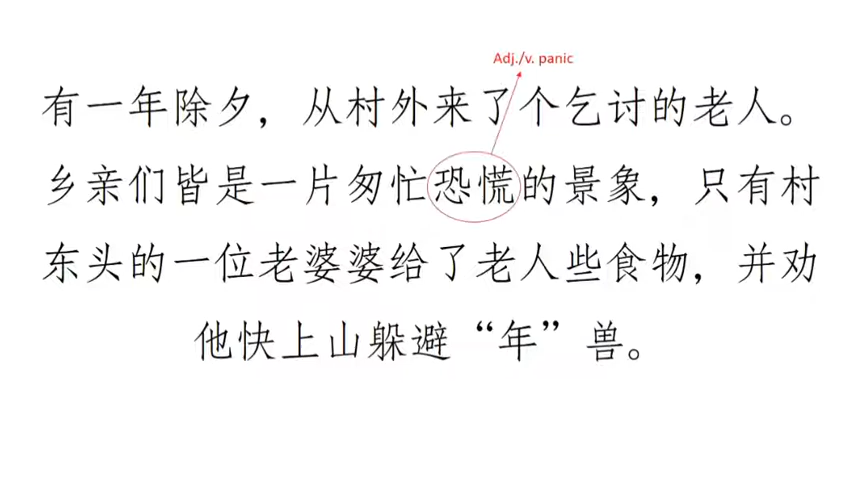 Adj./v. panic
有一年除夕，从村外来了个乞讨的老人。
乡亲们皆是一片匆忙恐慌的景象，只有村
东头的一位老婆婆给了老人些食物，并劝
他快上山躲避“年”兽。